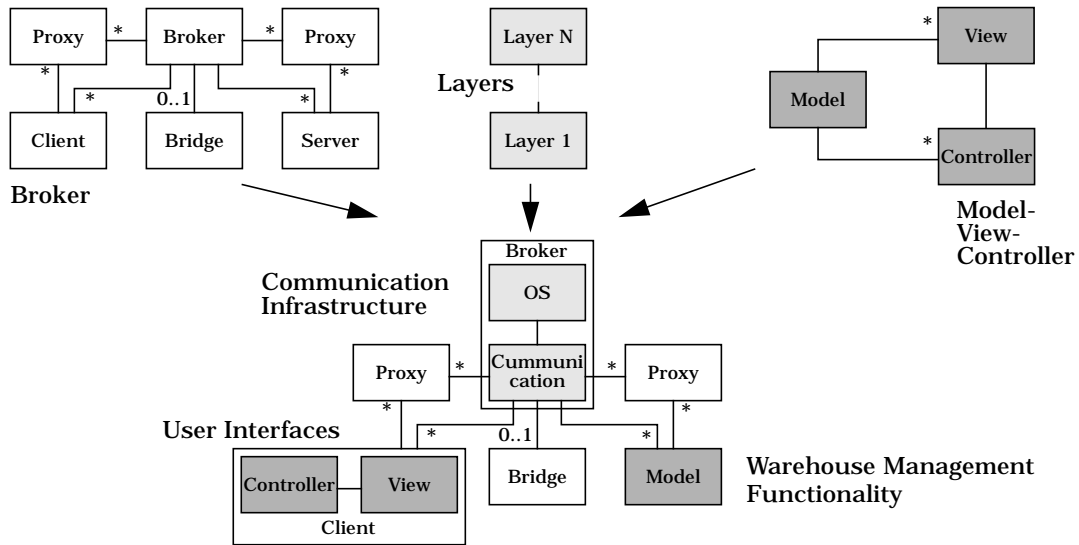 Proxy
*
Broker
*
Proxy
*
*
*
0..1
*
Client
Bridge
Server
Broker
Layer N
Layers
Layer 1
*
View
Model
*
Controller
Model-
View-
Controller
Broker
OS
Communication
Infrastructure
Proxy
*
Cummuni
cation
*
Proxy
*
*
User Interfaces
*
0..1
*
Controller
View
Client
Bridge
Model
Warehouse Management
Functionality